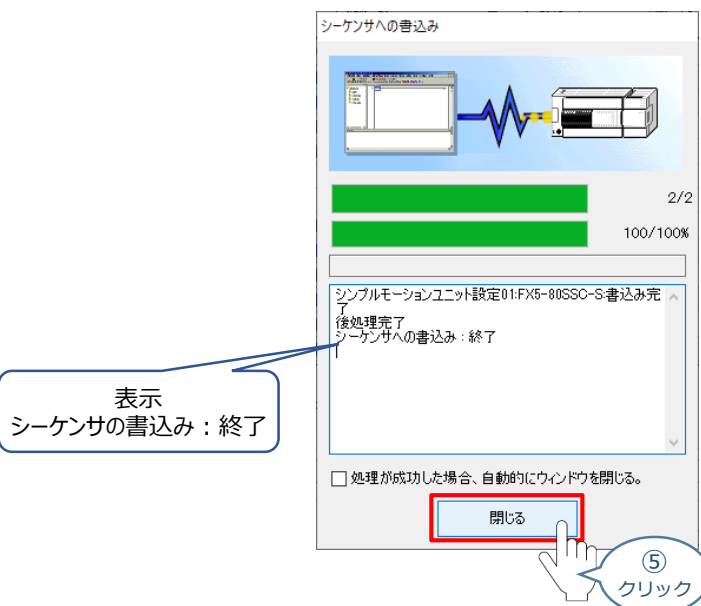 シーケンサへの書込み
2/2
100/100%
シンプルモーションユニット設定01:FX5-80SSC-S:書込み完
了
後処理完了
シーケンサへの書込み：終了
表示
シーケンサの書込み：終了
処理が成功した場合、自動的にウィンドウを閉じる。
閉じる
⑤
クリック